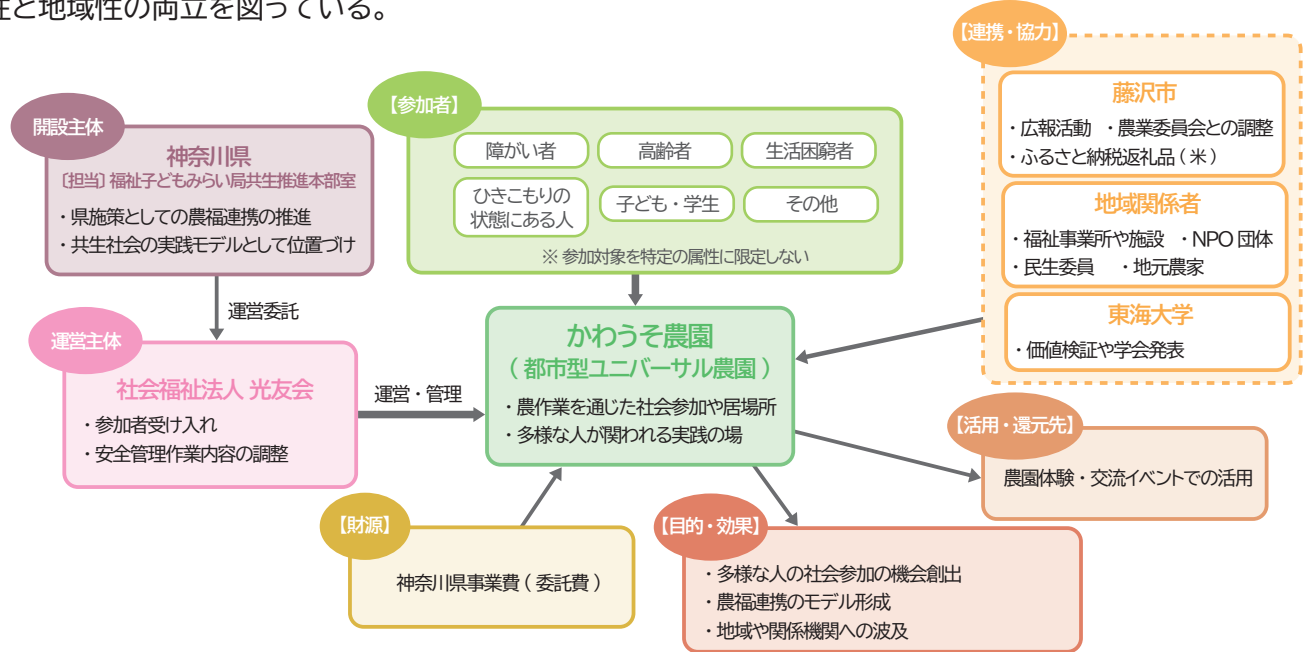 性と地域性の両立を図っている。
開設主体
神奈川県
〔担当〕福祉子どもみらい局共生推進本部室
・県施策としての農福連携の推進
・共生社会の実践モデルとして位置づけ
運営委託
運営主体
社会福祉法人 光友会
・参加者受け入れ
・安全管理作業内容の調整
運営・管理
【参加者】
障がい者
高齢者
生活困窮者
ひきこもりの
状態にある人
子ども・学生
その他
※ 参加対象を特定の属性に限定しない
かわうそ農園
( 都市型ユニバーサル農園 )
・農作業を通じた社会参加や居場所
・多様な人が関われる実践の場
【連携・協力】
藤沢市
・広報活動 ・農業委員会との調整
・ふるさと納税返礼品 ( 米 )
地域関係者
・福祉事業所や施設 ・NPO 団体
・民生委員 ・地元農家
東海大学
・価値検証や学会発表
【活用・還元先】
農園体験・交流イベントでの活用
【財源】
神奈川県事業費 ( 委託費 )
【目的・効果】
・多様な人の社会参加の機会創出
・農福連携のモデル形成
・地域や関係機関への波及